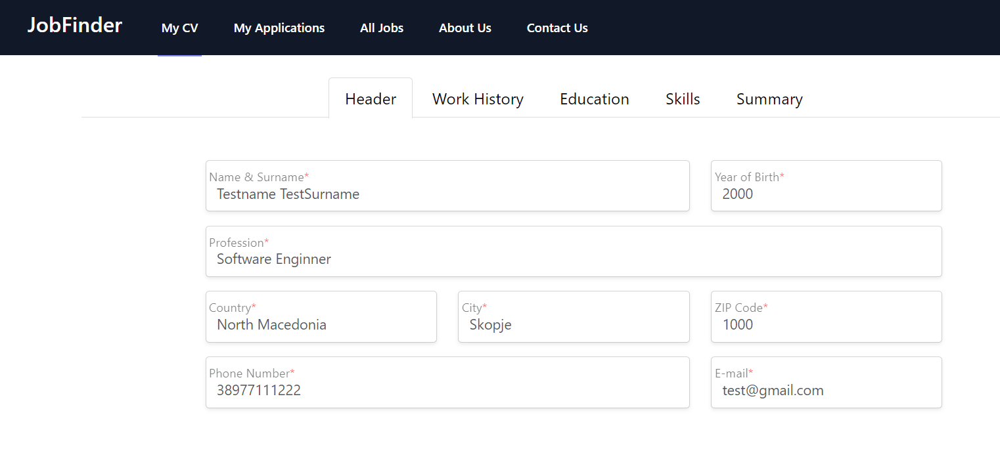 JobFinder My CV My Applications All Jobs About Us Contact Us
Header Work History Education Skills Summary
Name & Surname* Year of Birth*
Testname TestSurname 2000
Profession*
Software Enginner
Country* City* ZIP Code*
North Macedonia Skopje 1000
Phone Number* E-mail*
38977111222 test@gmail.com